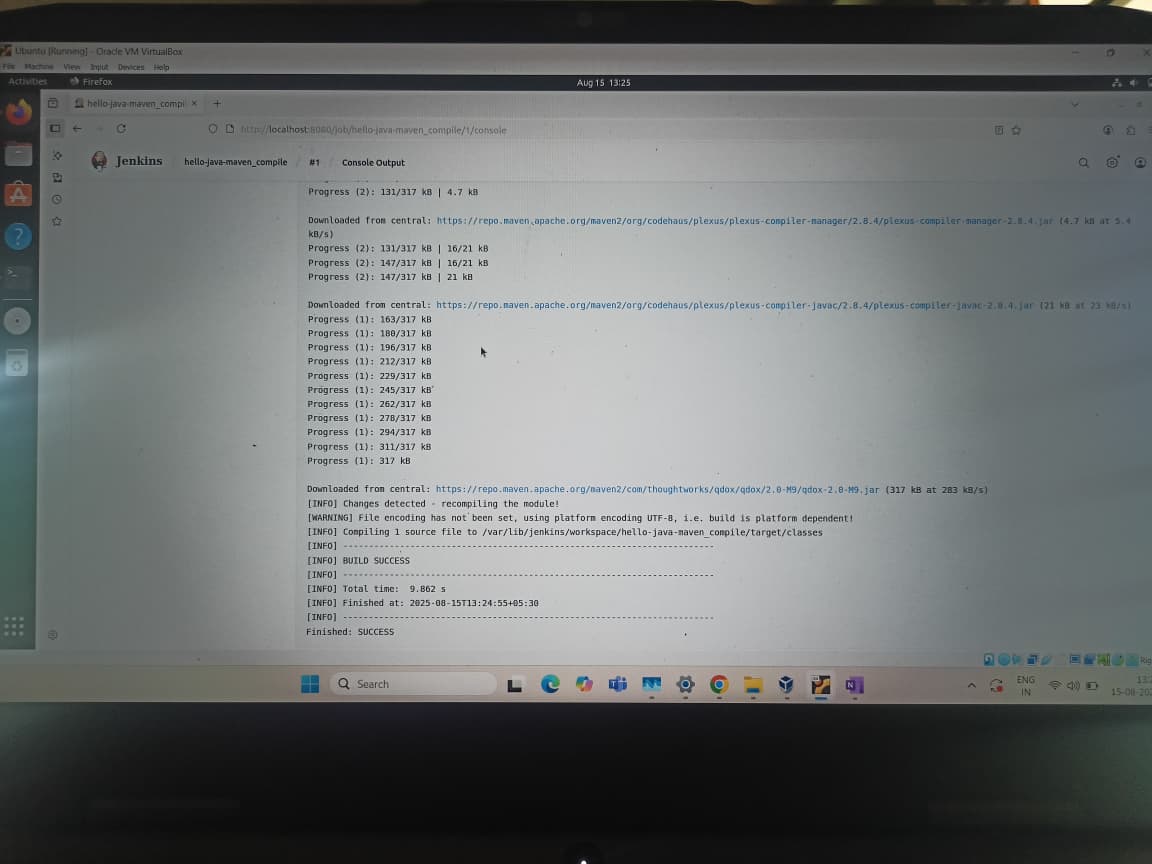 Ubuntu [Running] - Oracle VM VirtualBox
File Machine View Input Devices Help
Activities Firefox Aug 15 13:25
hello-java-maven_compil × +
http://localhost:8080/job/hello-java-maven_compile/1/console
Jenkins hello-java-maven_compile / #1 / Console Output
Progress (2): 131/317 kB | 4.7 kB
Downloaded from central: https://repo.maven.apache.org/maven2/org/codehaus/plexus/plexus-compiler-manager/2.8.4/plexus-compiler-manager-2.8.4.jar (4.7 kB at 5.4
kB/s)
Progress (2): 131/317 kB | 16/21 kB
Progress (2): 147/317 kB | 16/21 kB
Progress (2): 147/317 kB | 21 kB
Downloaded from central: https://repo.maven.apache.org/maven2/org/codehaus/plexus/plexus-compiler-javac/2.8.4/plexus-compiler-javac-2.8.4.jar (21 kB at 23 kB/s)
Progress (1): 163/317 kB
Progress (1): 180/317 kB
Progress (1): 196/317 kB
Progress (1): 212/317 kB
Progress (1): 229/317 kB
Progress (1): 245/317 kB
Progress (1): 262/317 kB
Progress (1): 278/317 kB
Progress (1): 294/317 kB
Progress (1): 311/317 kB
Progress (1): 317 kB
Downloaded from central: https://repo.maven.apache.org/maven2/com/thoughtworks/qdox/qdox/2.0-M9/qdox-2.0-M9.jar (317 kB at 283 kB/s)
[INFO] Changes detected - recompiling the module!
[WARNING] File encoding has not been set, using platform encoding UTF-8, i.e. build is platform dependent!
[INFO] Compiling 1 source file to /var/lib/jenkins/workspace/hello-java-maven_compile/target/classes
[INFO] ------------------------------------------------------------------------
[INFO] BUILD SUCCESS
[INFO] ------------------------------------------------------------------------
[INFO] Total time:  9.862 s
[INFO] Finished at: 2025-08-15T13:24:55+05:30
[INFO] ------------------------------------------------------------------------
Finished: SUCCESS
Search
ENG
IN
15-08-202